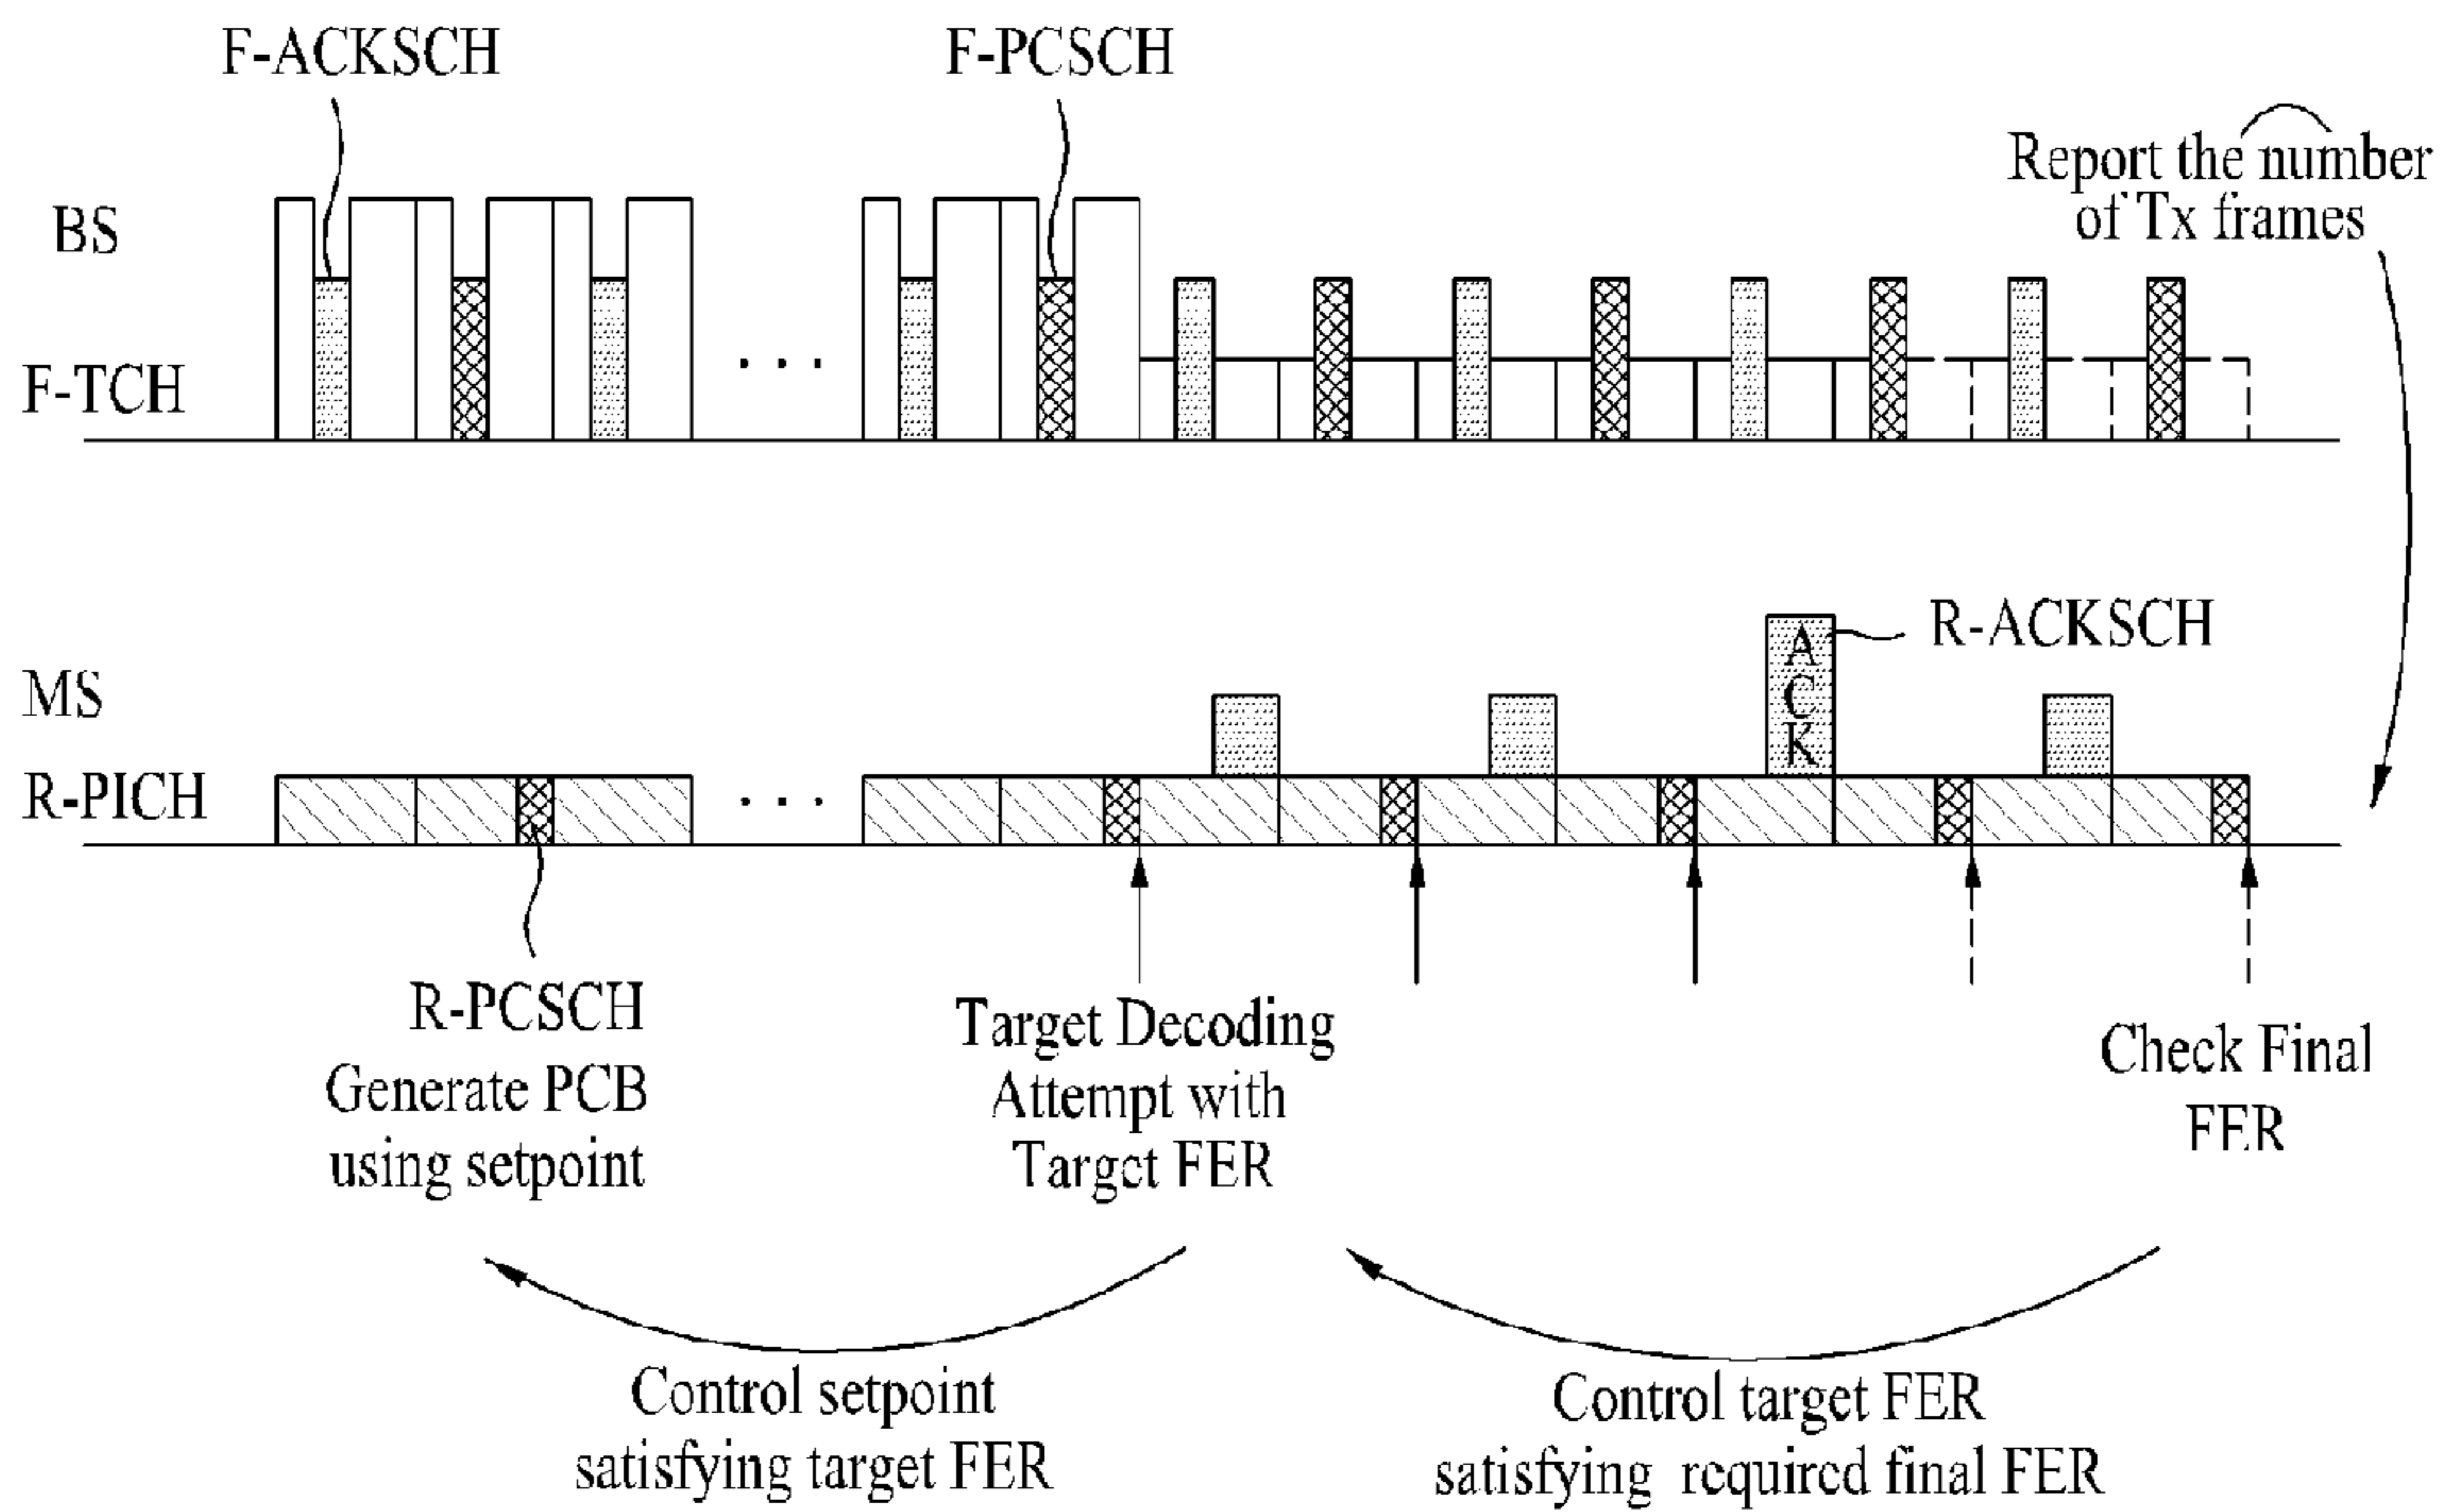 F-ACKSCH
F-PCSCH
Report the number
of Tx frames
BS
F-TCH
. . .
R-ACKSCH
ACK
MS
R-PICH
. . .
R-PCSCH
Generate PCB
using setpoint
Target Decoding
Attempt with
Target FER
Check Final
FER
Control setpoint
satisfying target FER
Control target FER
satisfying required final FER